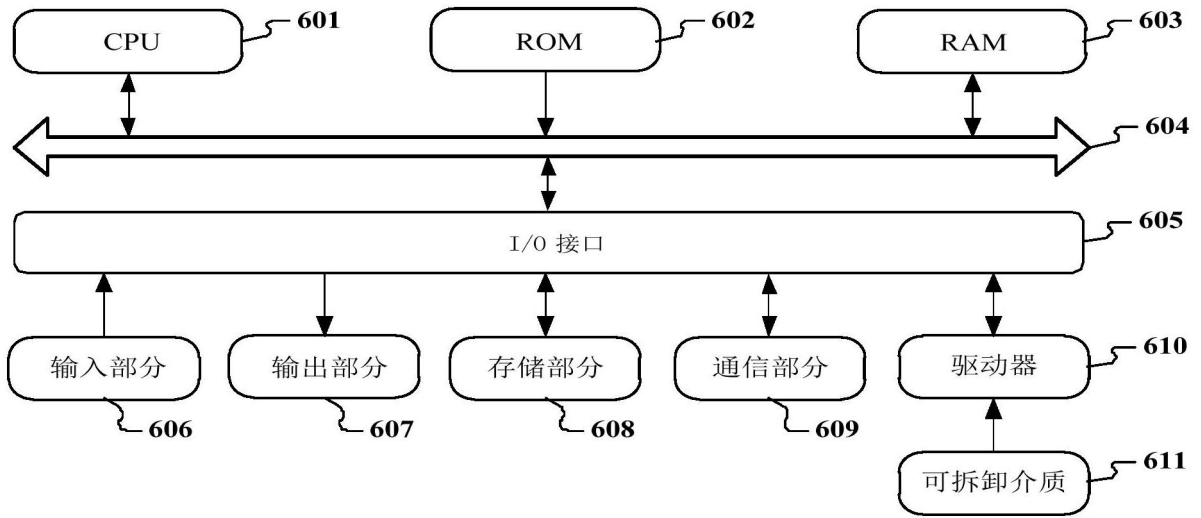 CPU
601
ROM
602
RAM
603
604
I/O 接口
605
输入部分
606
输出部分
607
存储部分
608
通信部分
609
驱动器
610
可拆卸介质
611